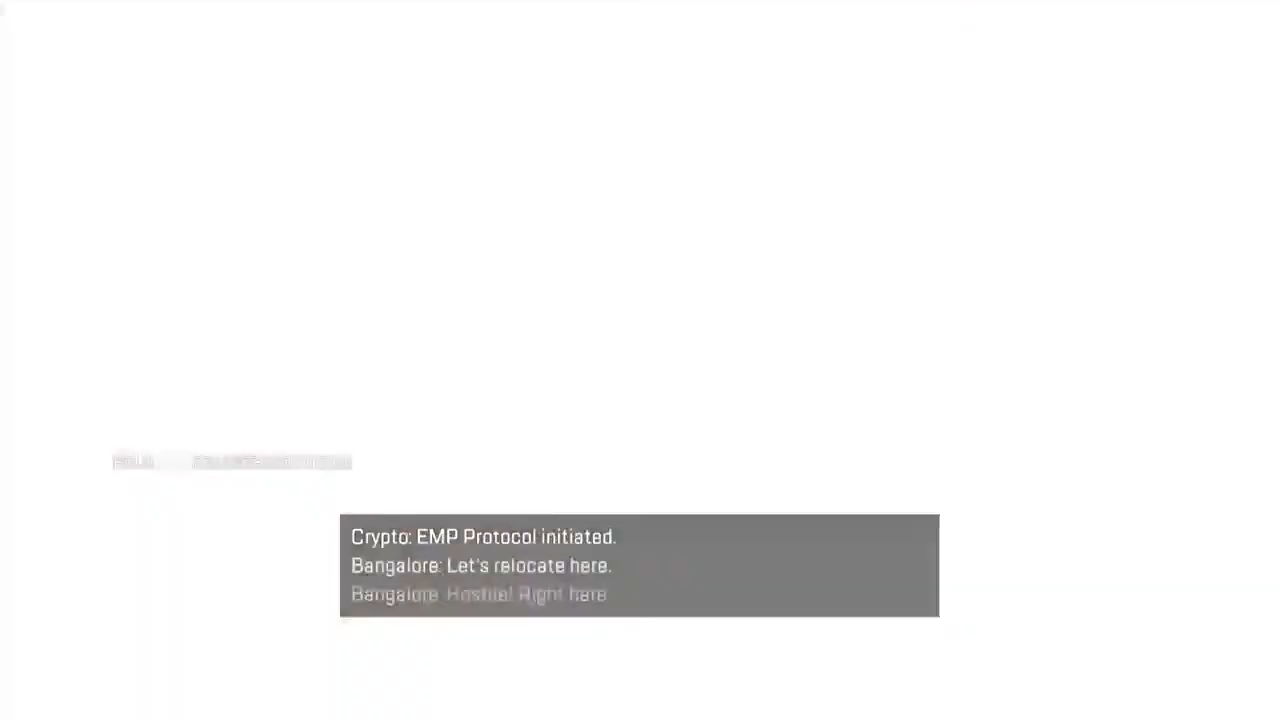 Crypto: EMP Protocol initiated.
Bangalore: Let's relocate here.
Bangalore: Hostile! Right here